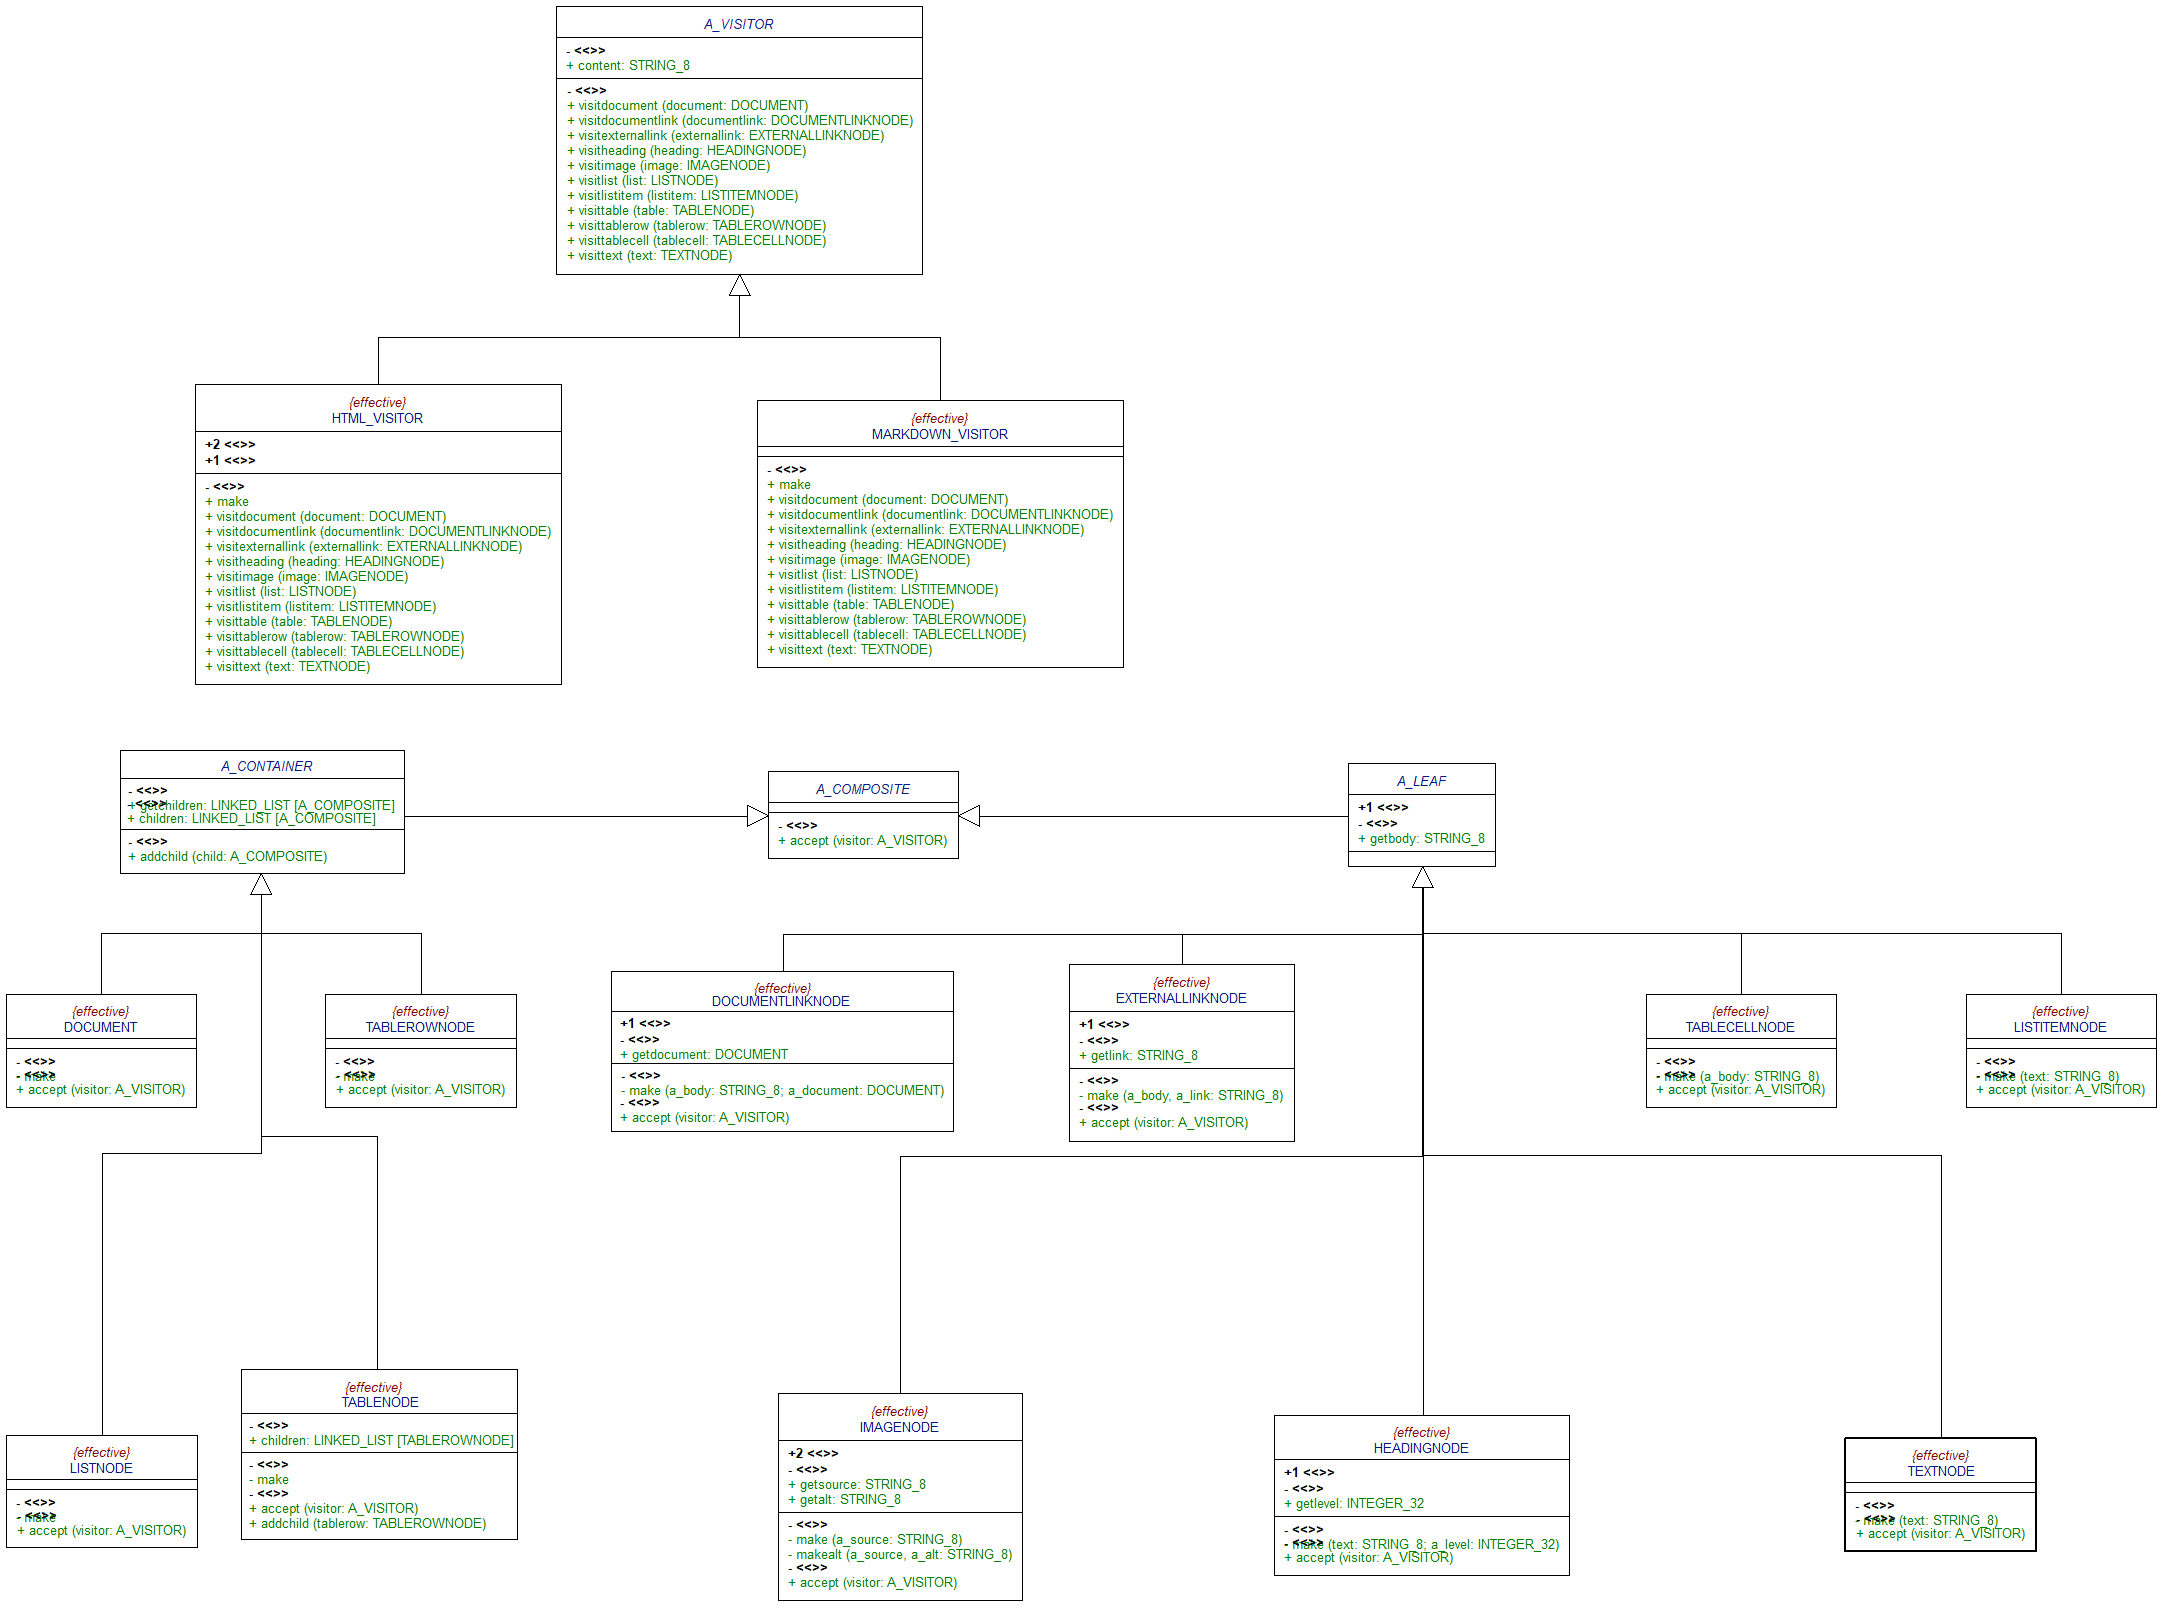 A_VISITOR
- <<>>
+ content: STRING_8
- <<>>
+ visitdocument (document: DOCUMENT)
+ visitdocumentlink (documentlink: DOCUMENTLINKNODE)
+ visitexternallink (externallink: EXTERNALLINKNODE)
+ visitheading (heading: HEADINGNODE)
+ visitimage (image: IMAGENODE)
+ visitlist (list: LISTNODE)
+ visitlistitem (listitem: LISTITEMNODE)
+ visittable (table: TABLENODE)
+ visittablerow (tablerow: TABLEROWNODE)
+ visittablecell (tablecell: TABLECELLNODE)
+ visittext (text: TEXTNODE)
{effective}
HTML_VISITOR
+2 <<>>
+1 <<>>
- <<>>
+ make
+ visitdocument (document: DOCUMENT)
+ visitdocumentlink (documentlink: DOCUMENTLINKNODE)
+ visitexternallink (externallink: EXTERNALLINKNODE)
+ visitheading (heading: HEADINGNODE)
+ visitimage (image: IMAGENODE)
+ visitlist (list: LISTNODE)
+ visitlistitem (listitem: LISTITEMNODE)
+ visittable (table: TABLENODE)
+ visittablerow (tablerow: TABLEROWNODE)
+ visittablecell (tablecell: TABLECELLNODE)
+ visittext (text: TEXTNODE)
{effective}
MARKDOWN_VISITOR
- <<>>
+ make
+ visitdocument (document: DOCUMENT)
+ visitdocumentlink (documentlink: DOCUMENTLINKNODE)
+ visitexternallink (externallink: EXTERNALLINKNODE)
+ visitheading (heading: HEADINGNODE)
+ visitimage (image: IMAGENODE)
+ visitlist (list: LISTNODE)
+ visitlistitem (listitem: LISTITEMNODE)
+ visittable (table: TABLENODE)
+ visittablerow (tablerow: TABLEROWNODE)
+ visittablecell (tablecell: TABLECELLNODE)
+ visittext (text: TEXTNODE)
A_CONTAINER
- <<>>
+ getchildren: LINKED_LIST [A_COMPOSITE]
- <<>>
+ children: LINKED_LIST [A_COMPOSITE]
- <<>>
+ addchild (child: A_COMPOSITE)
A_COMPOSITE
- <<>>
+ accept (visitor: A_VISITOR)
A_LEAF
+1 <<>>
- <<>>
+ getbody: STRING_8
{effective}
DOCUMENT
- <<>>
- make
- <<>>
+ accept (visitor: A_VISITOR)
{effective}
TABLEROWNODE
- <<>>
- make
- <<>>
+ accept (visitor: A_VISITOR)
{effective}
DOCUMENTLINKNODE
+1 <<>>
- <<>>
+ getdocument: DOCUMENT
- <<>>
- make (a_body: STRING_8; a_document: DOCUMENT)
- <<>>
+ accept (visitor: A_VISITOR)
{effective}
EXTERNALLINKNODE
+1 <<>>
- <<>>
+ getlink: STRING_8
- <<>>
- make (a_body, a_link: STRING_8)
- <<>>
+ accept (visitor: A_VISITOR)
{effective}
TABLECELLNODE
- <<>>
- make (a_body: STRING_8)
- <<>>
+ accept (visitor: A_VISITOR)
{effective}
LISTITEMNODE
- <<>>
- make (text: STRING_8)
- <<>>
+ accept (visitor: A_VISITOR)
{effective}
LISTNODE
- <<>>
- make
- <<>>
+ accept (visitor: A_VISITOR)
{effective}
TABLENODE
- <<>>
+ children: LINKED_LIST [TABLEROWNODE]
- <<>>
- make
- <<>>
+ accept (visitor: A_VISITOR)
+ addchild (tablerow: TABLEROWNODE)
{effective}
IMAGENODE
+2 <<>>
- <<>>
+ getsource: STRING_8
+ getalt: STRING_8
- <<>>
- make (a_source: STRING_8)
- makealt (a_source, a_alt: STRING_8)
- <<>>
+ accept (visitor: A_VISITOR)
{effective}
HEADINGNODE
+1 <<>>
- <<>>
+ getlevel: INTEGER_32
- <<>>
- make (text: STRING_8; a_level: INTEGER_32)
- <<>>
+ accept (visitor: A_VISITOR)
{effective}
TEXTNODE
- <<>>
- make (text: STRING_8)
- <<>>
+ accept (visitor: A_VISITOR)